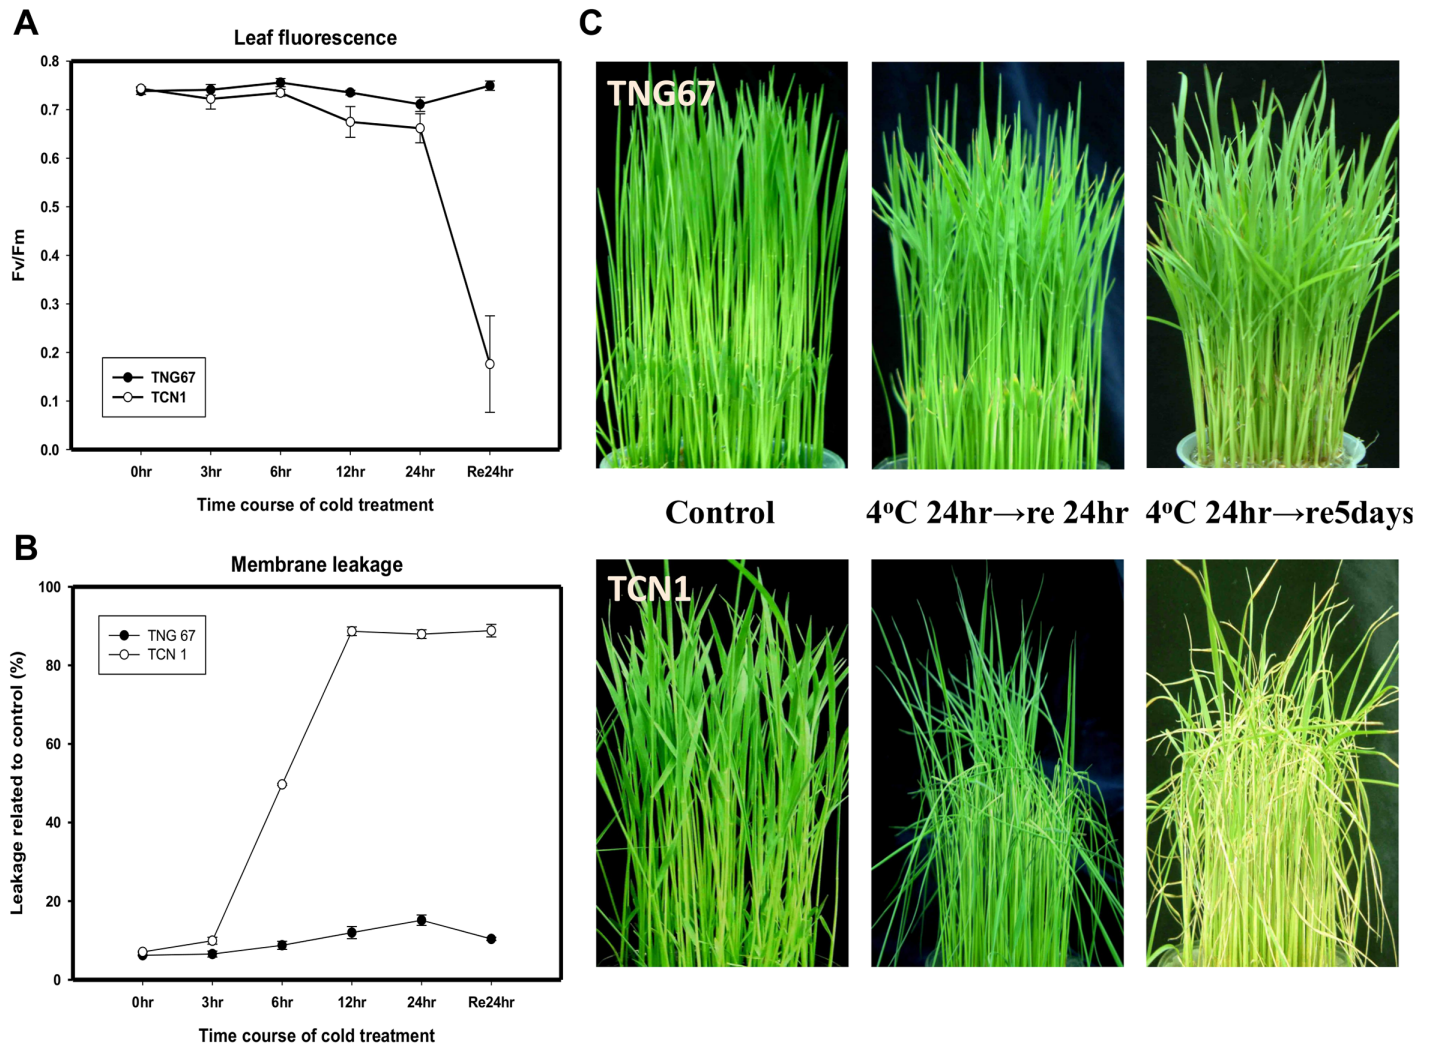 A
Leaf fluorescence
0.8
0.7
0.6
0.5
0.4
0.3
0.2
0.1
0.0
Fv/Fm
TNG67
TCN1
0hr 3hr 6hr 12hr 24hr Re24hr
Time course of cold treatment
B
Membrane leakage
100
80
60
40
20
0
Leakage related to control (%)
TNG 67
TCN 1
0hr 3hr 6hr 12hr 24hr Re24hr
Time course of cold treatment
C
TNG67
Control 4°C 24hr→re 24hr 4°C 24hr→re5days
TCN1